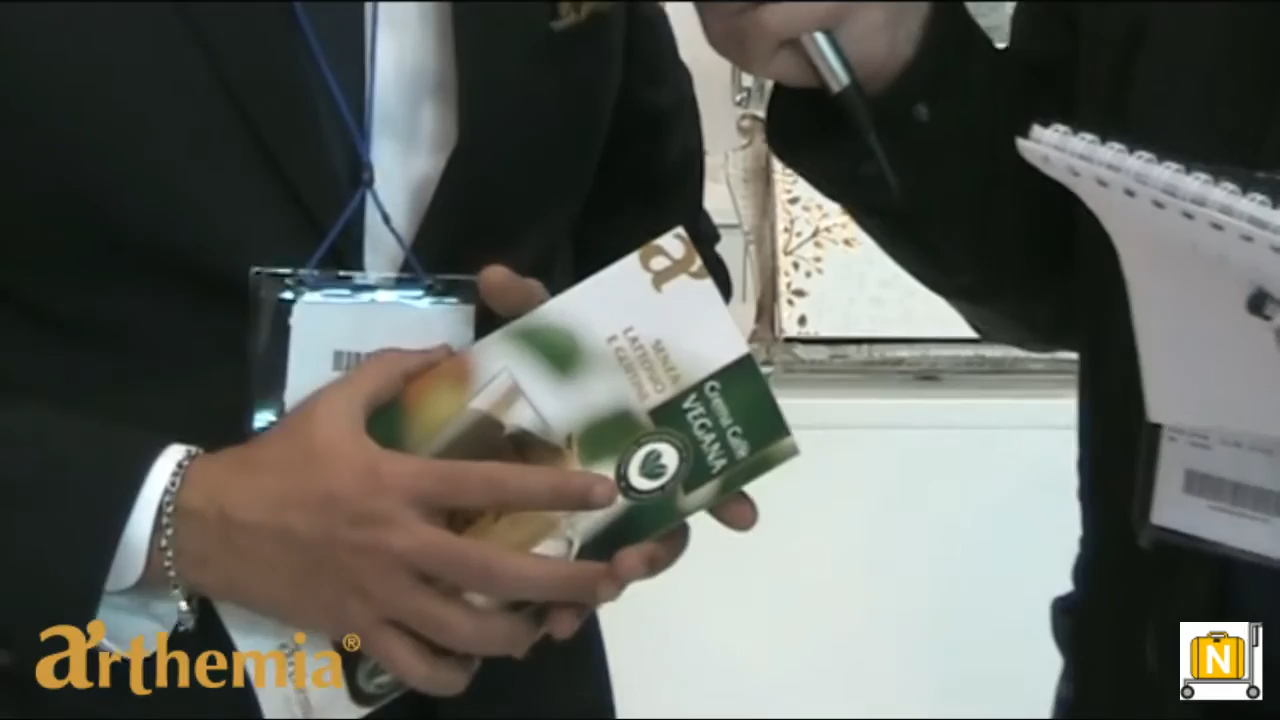 a
SENZA
LATTOSIO
E GLUTINE
Crema Caffè
VEGANA
arthemia®
N